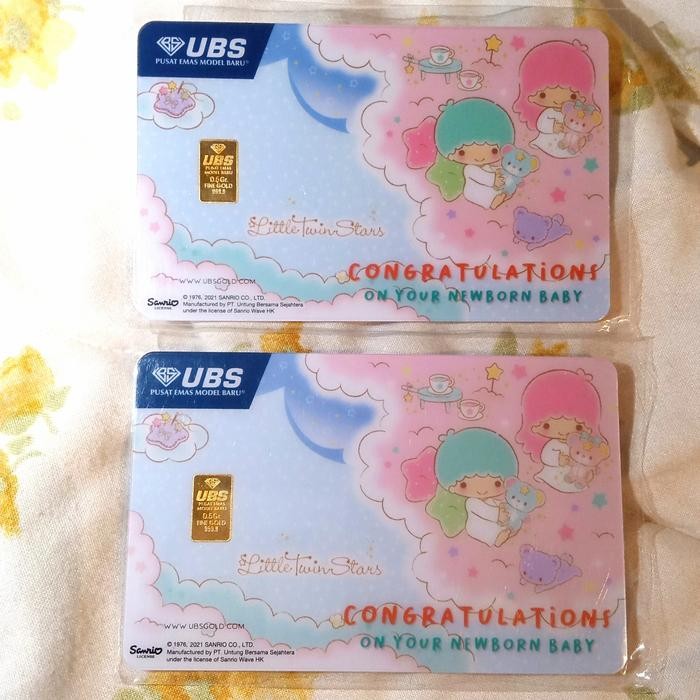 UBS
PUSAT EMAS MODEL BARU®
UBS
PUSAT EMAS
MODEL BARU
0.5Gr.
FINE GOLD
999.9
Little Twin Stars
CONGRATULATIONS
ON YOUR NEWBORN BABY
WWW.UBSGOLD.COM
Sanrio
LICENSE
© 1976, 2021 SANRIO CO., LTD.
Manufactured by PT. Untung Bersama Sejahtera
under the license of Sanrio Wave HK
UBS
PUSAT EMAS MODEL BARU®
UBS
PUSAT EMAS
MODEL BARU
0.5Gr.
FINE GOLD
999.9
Little Twin Stars
CONGRATULATIONS
ON YOUR NEWBORN BABY
WWW.UBSGOLD.COM
Sanrio
LICENSE
© 1976, 2021 SANRIO CO., LTD.
Manufactured by PT. Untung Bersama Sejahtera
under the license of Sanrio Wave HK